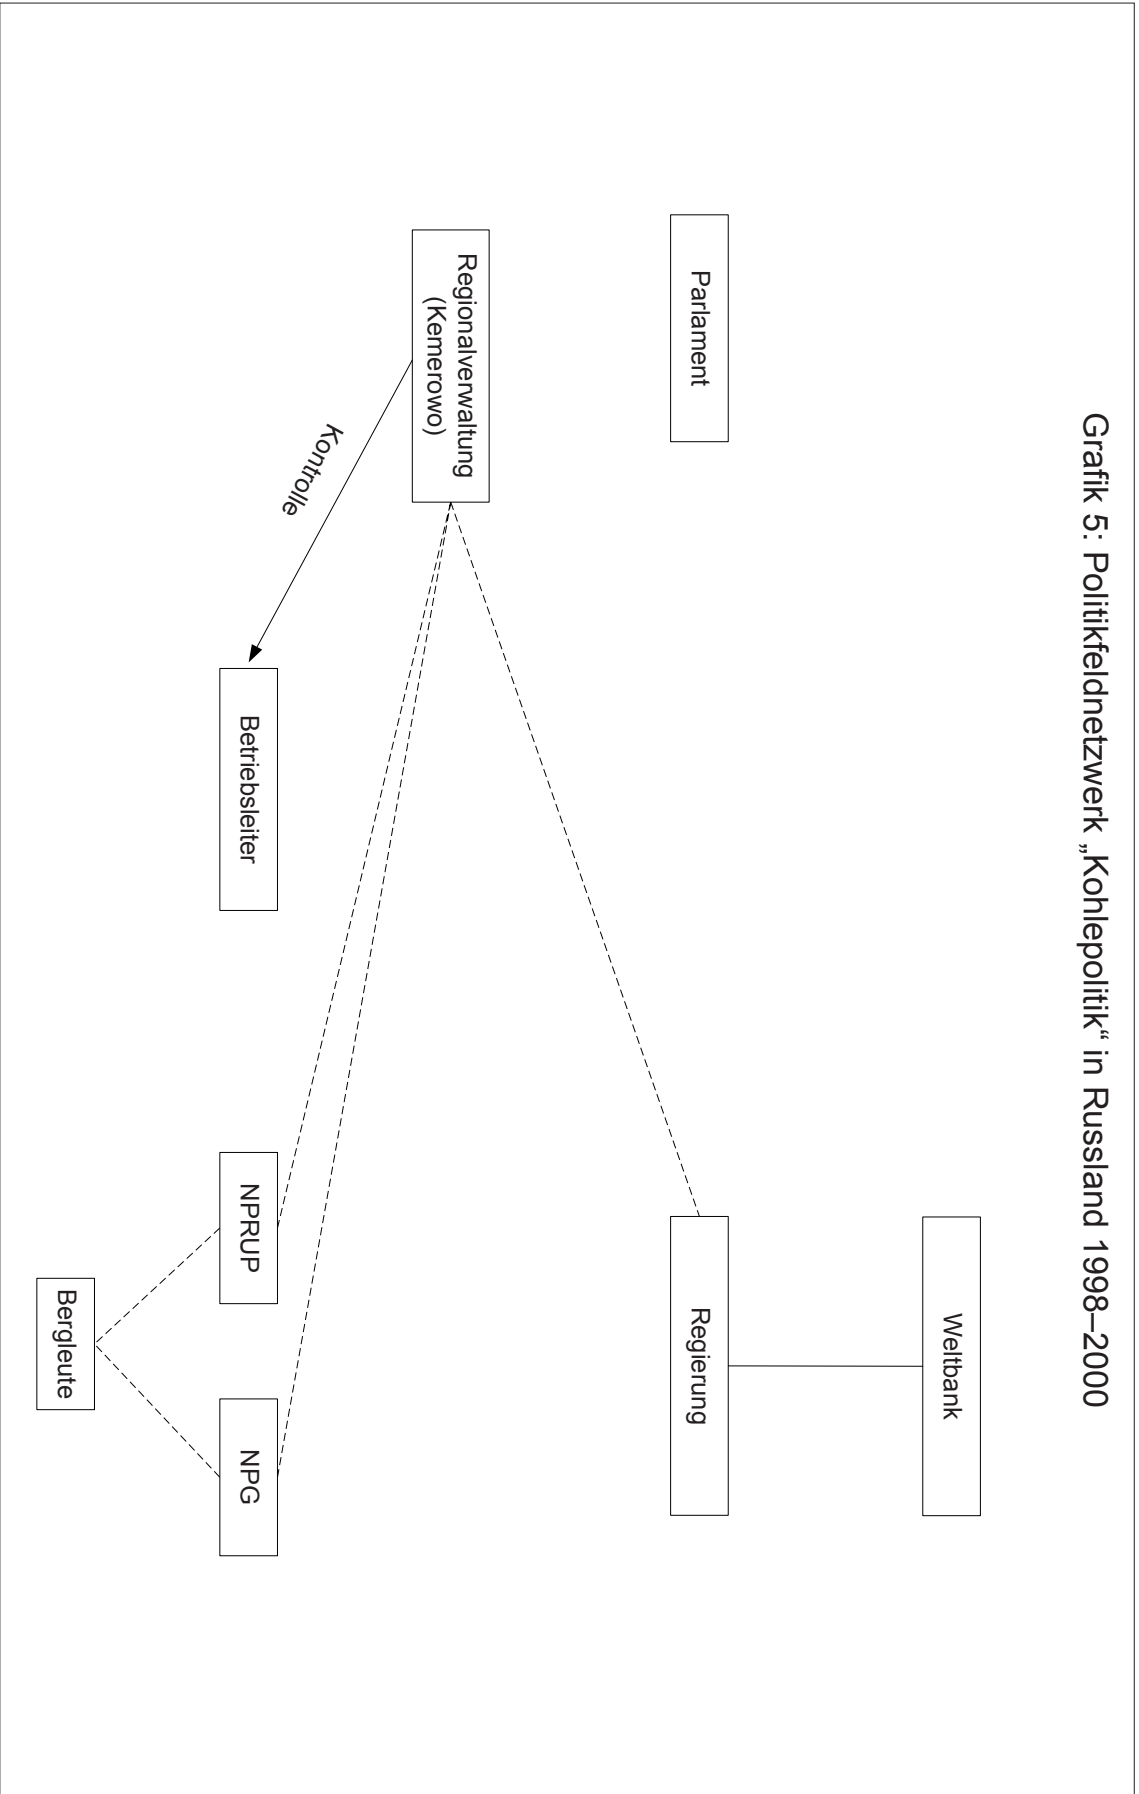 Grafik 5: Politikfeldnetzwerk „Kohlepolitik“ in Russland 1998–2000
Weltbank
Parlament
Regierung
Regionalverwaltung
(Kemerowo)
Kontrolle
Betriebsleiter
NPRUP
NPG
Bergleute